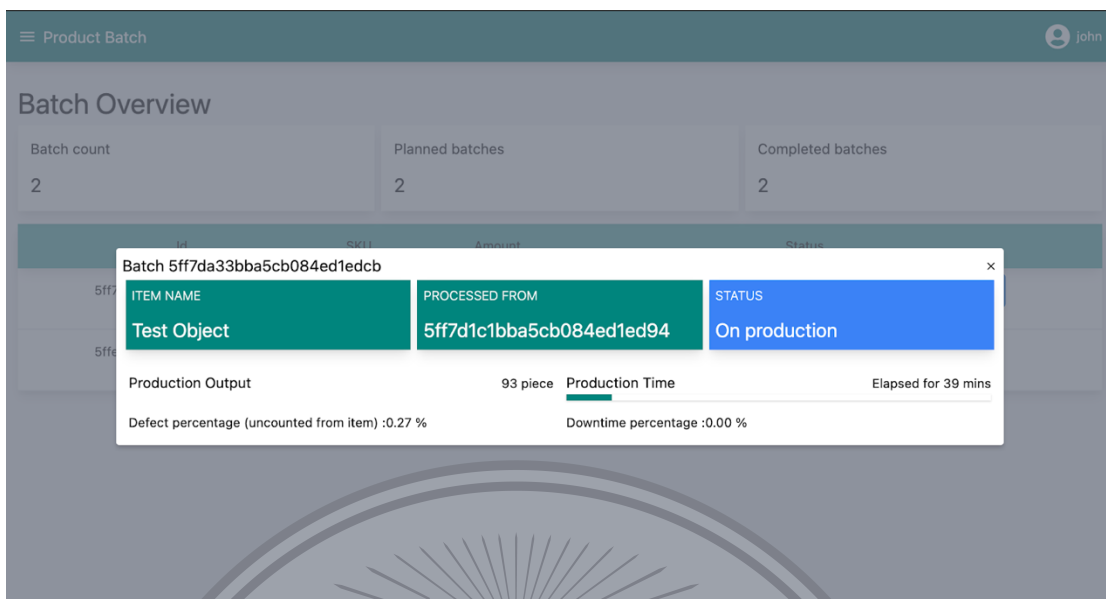 Product Batch
john
Batch Overview
Batch count
Planned batches
Completed batches
2
2
2
Id
SKU
Amount
Status
Batch 5ff7da33bba5cb084ed1edcb
×
ITEM NAME
PROCESSED FROM
STATUS
Test Object
5ff7d1c1bba5cb084ed1ed94
On production
5ff7
Production Output
93 piece
Production Time
Elapsed for 39 mins
5ffe
Defect percentage (uncounted from item) :0.27 %
Downtime percentage :0.00 %